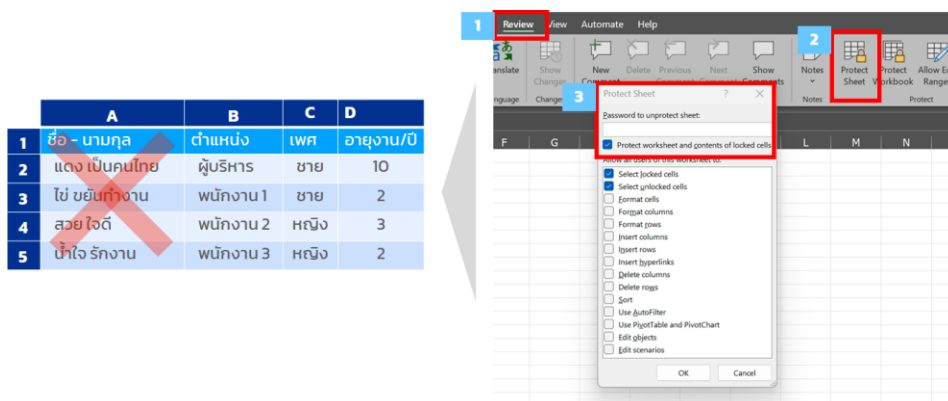 A B C D
1 ชื่อ - นามกุล ตำแหน่ง เพศ อายุงาน/ปี
2 แดง เป็นคนไทย ผู้บริหาร ชาย 10
3 ไข่ ขยันทำงาน พนักงาน 1 ชาย 2
4 สวย ใจดี พนักงาน 2 หญิง 3
5 น้ำใจ รักงาน พนักงาน 3 หญิง 2
1 Review View Automate Help
2
anslate Show Changes New Comment Delete Previous Next Show Comments Notes Protect Sheet Protect Workbook Allow E Range
nguage Change Notes Protect
3 Protect Sheet ? ×
Password to unprotect sheet:
F G L M N
Protect worksheet and contents of locked cells
Allow all users of this worksheet to:
Select locked cells
Select unlocked cells
Format cells
Format columns
Format rows
Insert columns
Insert rows
Insert hyperlinks
Delete columns
Delete rows
Sort
Use AutoFilter
Use PivotTable and PivotChart
Edit objects
Edit scenarios
OK Cancel